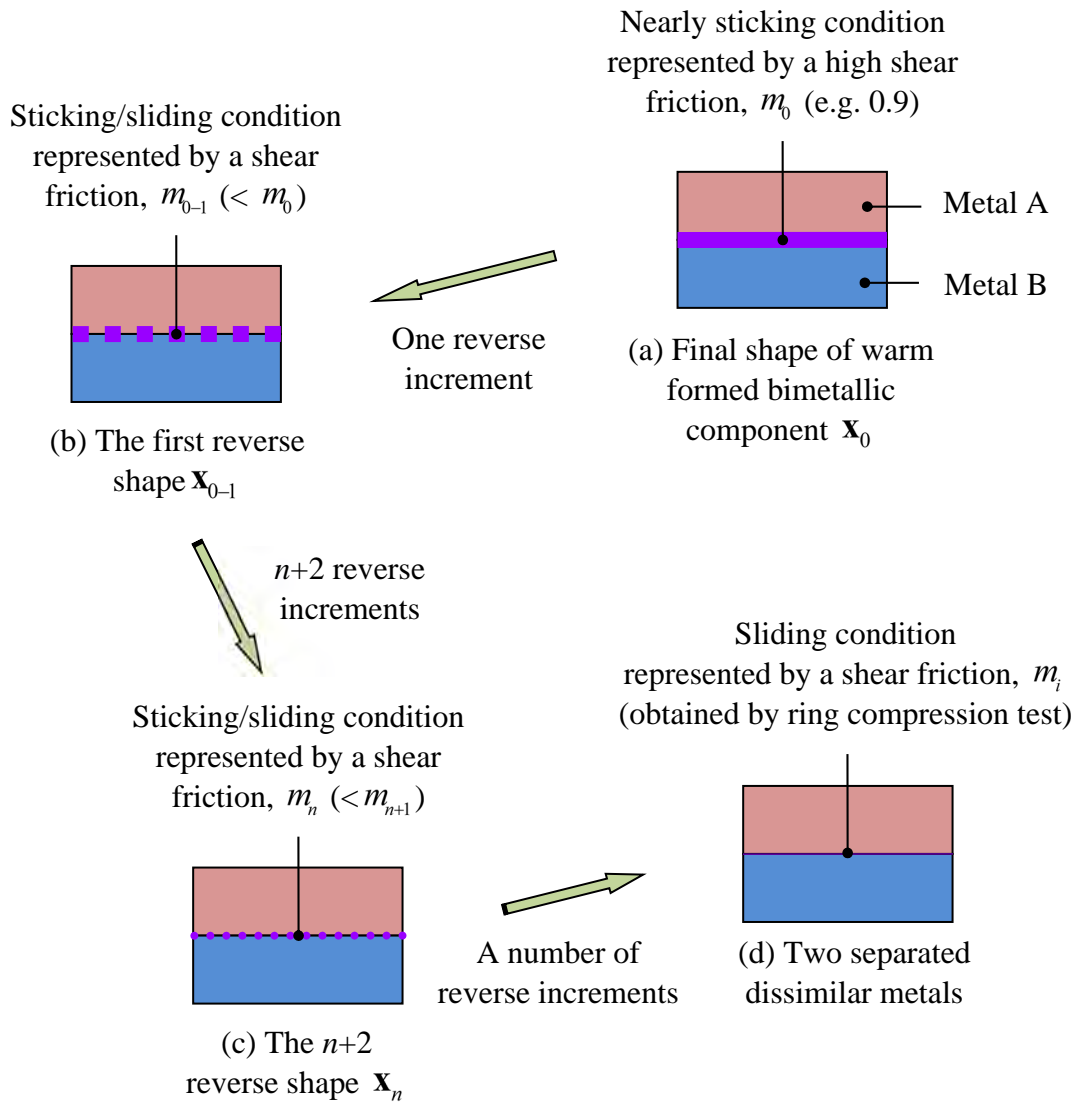 Nearly sticking condition
represented by a high shear
friction, m₀ (e.g. 0.9)
Metal A
Metal B
(a) Final shape of warm
formed bimetallic
component x₀
One reverse
increment
Sticking/sliding condition
represented by a shear
friction, m₀₋₁ (< m₀)
(b) The first reverse
shape x₀₋₁
n+2 reverse
increments
Sticking/sliding condition
represented by a shear
friction, mₙ (< mₙ₊₁)
(c) The n+2
reverse shape xₙ
A number of
reverse increments
Sliding condition
represented by a shear friction, mᵢ
(obtained by ring compression test)
(d) Two separated
dissimilar metals